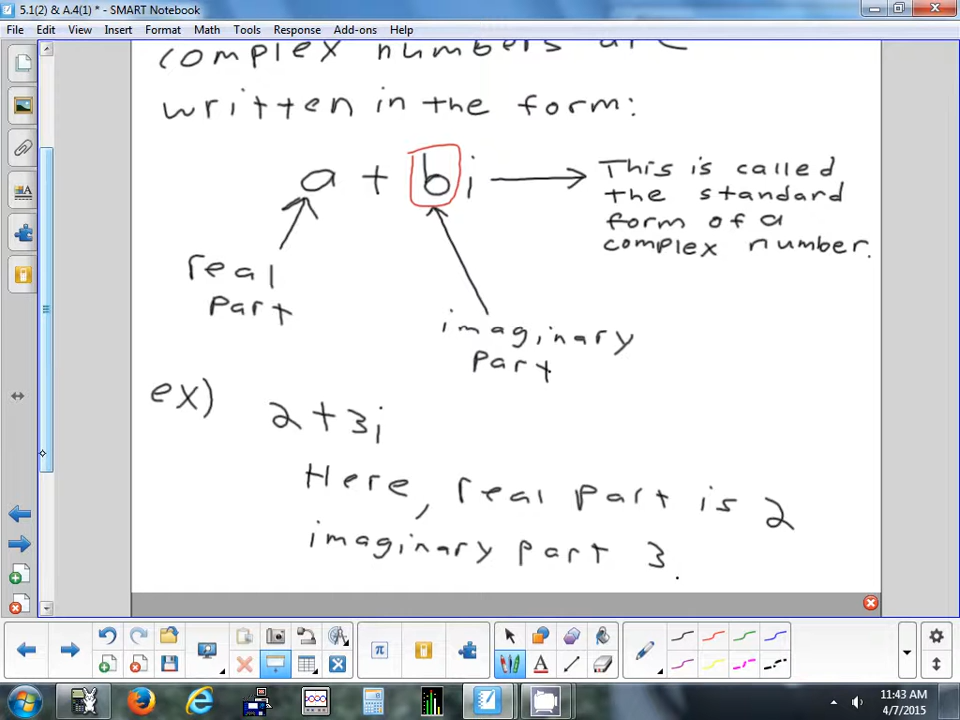 5.1(2) & A.4(1) * - SMART Notebook
File Edit View Insert Format Math Tools Response Add-ons Help
complex numbers are
written in the form:
a + bi
This is called
the standard
form of a
complex number.
real
part
imaginary
part
ex) 2+3i
Here, real part is 2
imaginary part 3.
11:43 AM
4/7/2015